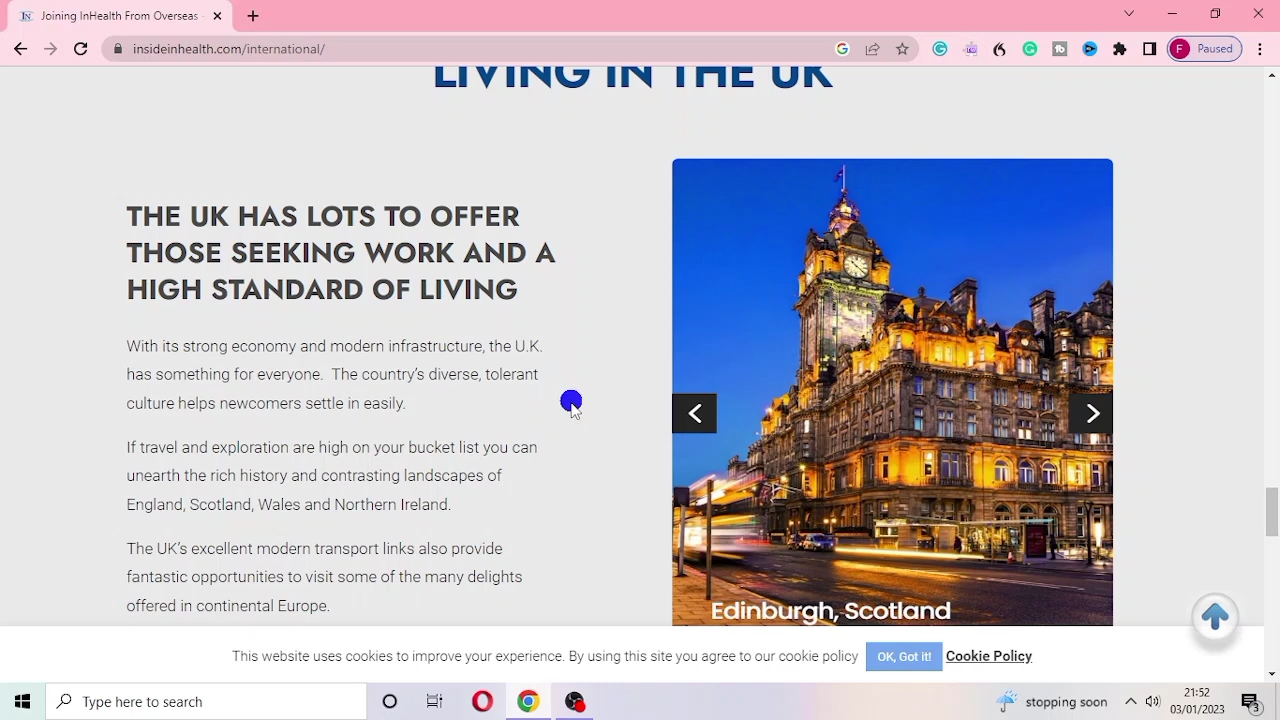 Joining InHealth From Overseas
insideinhealth.com/international/
F Paused
LIVING IN THE UK
THE UK HAS LOTS TO OFFER
THOSE SEEKING WORK AND A
HIGH STANDARD OF LIVING
With its strong economy and modern infrastructure, the U.K.
has something for everyone. The country's diverse, tolerant
culture helps newcomers settle in easily.
If travel and exploration are high on your bucket list you can
unearth the rich history and contrasting landscapes of
England, Scotland, Wales and Northern Ireland.
The UK's excellent modern transport links also provide
fantastic opportunities to visit some of the many delights
offered in continental Europe.
Edinburgh, Scotland
This website uses cookies to improve your experience. By using this site you agree to our cookie policy OK, Got it! Cookie Policy
Type here to search
stopping soon
21:52
03/01/2023
3